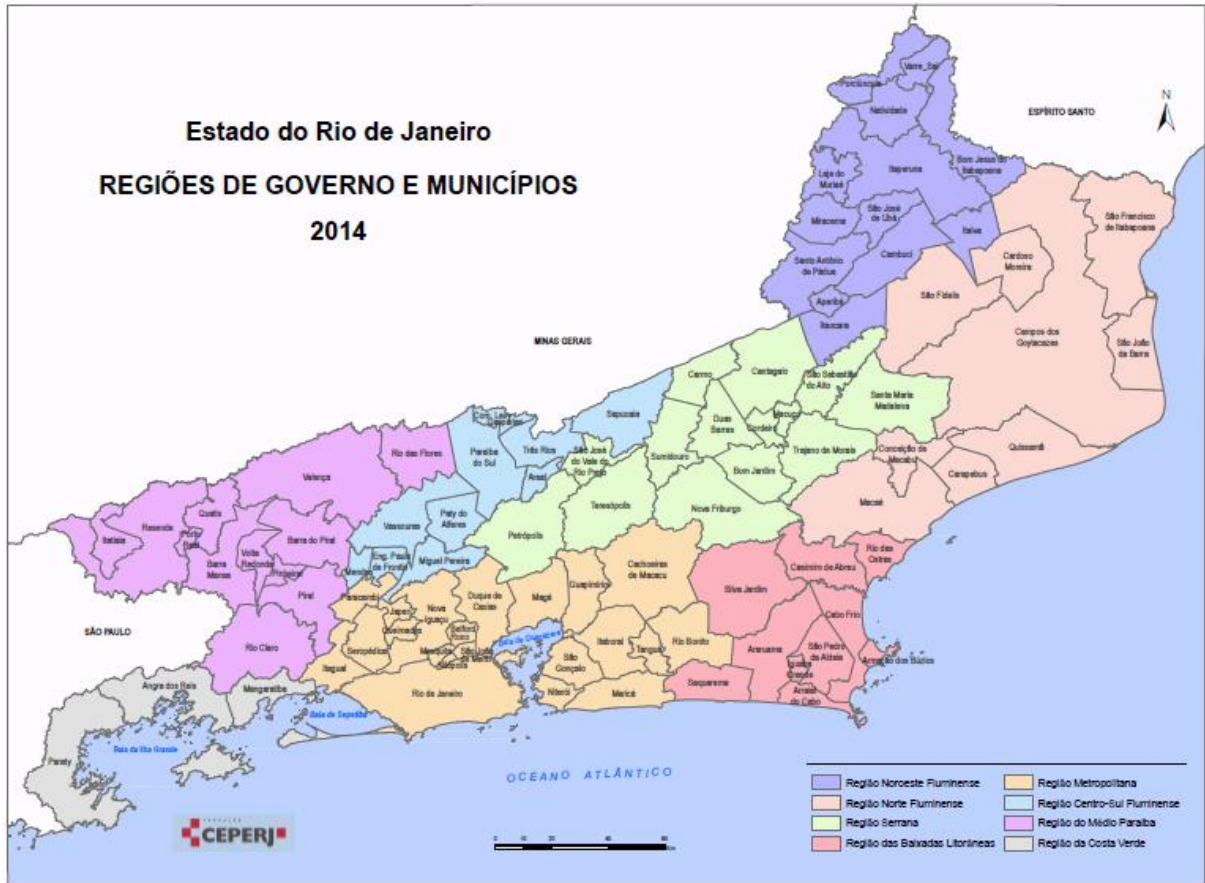 Estado do Rio de Janeiro
REGIÕES DE GOVERNO E MUNICÍPIOS
2014
N
ESPÍRITO SANTO
MINAS GERAIS
SÃO PAULO
Varre_Sai
Porciúncula
Natividade
Bom Jesus do
Itabapoana
Itaperuna
Laje do
Muriaé
São José
de Ubá
Miracema
Italva
Cambuci
Santo Antônio
de Pádua
Aperibé
Itaocara
São Francisco
de Itabapoana
Cardoso
Moreira
São Fidélis
Campos dos
Goytacazes
São João
da Barra
Carmo
Cantagalo
São Sebastião
do Alto
Santa Maria
Madalena
Macuco
Cordeiro
Duas
Barras
Sumidouro
Trajano de Morais
Bom Jardim
Conceição de
Macabu
Quissamã
Carapebus
Macaé
Nova Friburgo
Teresópolis
Petrópolis
São José
do Vale do
Rio Preto
Sapucaia
Com. Levy
Gasparian
Três Rios
Areal
Paraíba
do Sul
Rio das Flores
Valença
Vassouras
Paty do
Alferes
Miguel Pereira
Eng. Paulo
de Frontin
Mendes
Quatis
Resende
Itatiaia
Porto
Real
Barra
Mansa
Volta
Redonda
Barra do Piraí
Pinheiral
Piraí
Rio Claro
Paracambi
Japeri
Nova
Iguaçu
Duque de
Caxias
Magé
Guapimirim
Cachoeiras
de Macacu
Queimados
Belford
Roxo
Seropédica
Mesquita
São João
de Meriti
Nilópolis
Itaguaí
Rio de Janeiro
Baía de Guanabara
Itaboraí
Tanguá
Rio Bonito
São
Gonçalo
Niterói
Maricá
Silva Jardim
Casimiro de Abreu
Rio das
Ostras
Cabo Frio
Araruama
São Pedro
da Aldeia
Armação dos Búzios
Iguaba
Grande
Saquarema
Arraial
do Cabo
Angra dos Reis
Mangaratiba
Baía de Sepetiba
Baía da Ilha Grande
Paraty
OCEANO ATLÂNTICO
FUNDAÇÃO
CEPERJ
Região Noroeste Fluminense
Região Norte Fluminense
Região Serrana
Região das Baixadas Litorâneas
Região Metropolitana
Região Centro-Sul Fluminense
Região do Médio Paraíba
Região da Costa Verde